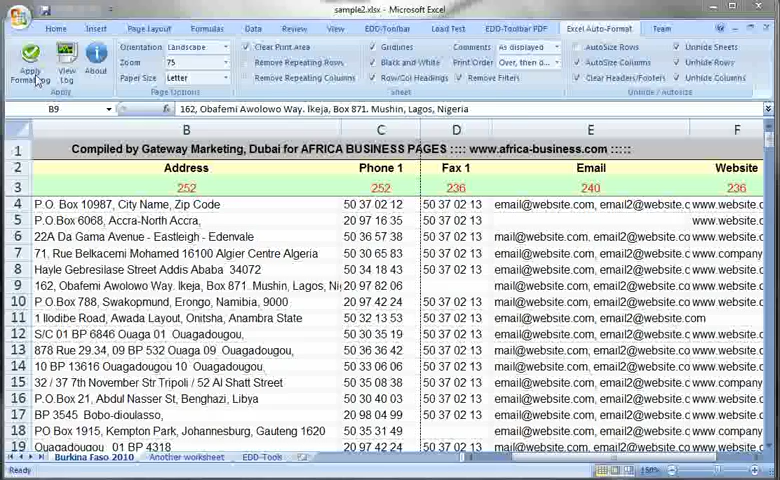 sample2.xlsx - Microsoft Excel
Home Insert Page Layout Formulas Data Review View EDD-Toolbar Load Test EDD-Toolbar PDF Excel Auto-Format Team
Orientation Landscape Clear Print Area Gridlines Comments As displayed AutoSize Rows Unhide Sheets
Zoom 75 Remove Repeating Rows Black and White Print Order Over, then d... AutoSize Columns Unhide Rows
Paper Size Letter Remove Repeating Columns Row/Col Headings Remove Filters Clear Headers/Footers Unhide Columns
Apply Formatting View Log About
Apply Page Options Sheet Options Unhide / Autosize
B9 162, Obafemi Awolowo Way. Ikeja, Box 871. Mushin, Lagos, Nigeria
B C D E F
1 Compiled by Gateway Marketing, Dubai for AFRICA BUSINESS PAGES :::: www.africa-business.com :::::
2 Address Phone 1 Fax 1 Email Website
3 252 252 236 240 236
4 P.O. Box 10987, City Name, Zip Code 50 37 02 12 50 37 02 13 email@website.com, email2@website.c www.website.c
5 P.O.Box 6068, Accra-North Accra, 20 97 16 35 www.website.c
6 22A Da Gama Avenue - Eastleigh - Edenvale 50 36 57 38 50 37 02 13 mail@website.com, email2@website.co www.website.c
7 71, Rue Belkacemi Mohamed 16100 Algier Centre Algeria 50 30 65 83 50 37 02 13 email@website.com, email2@website.c www.company
8 Hayle Gebresilase Street Addis Ababa 34072 50 34 18 43 50 37 02 13 email@website.com, email2@website.c www.website.c
9 162, Obafemi Awolowo Way. Ikeja, Box 871. Mushin, Lagos, Ni 20 97 82 06 mail@website.com, email2@website.co www.website.c
10 P.O.Box 788, Swakopmund, Erongo, Namibia, 9000 20 97 42 24 50 37 02 13 email@website.com, email2@website.c www.website.c
11 1 Ilodibe Road, Awada Layout, Onitsha, Anambra State 50 32 13 53 50 37 02 13 email@website.com, email2@website.com
12 S/C 01 BP 6846 Ouaga 01 Ouagadougou, 50 30 35 19 50 37 02 13 mail@website.com, email2@website.co www.website.c
13 878 Rue 29.34, 09 BP 532 Ouaga 09 Ouagadougou, 50 36 36 42 50 37 02 13 email@website.com, email2@website.c www.company
14 10 BP 13616 Ouagadougou 10 Ouagadougou, 50 33 06 06 50 37 02 13 email@website.com, email2@website.c www.website.c
15 32 / 37 7th November Str Tripoli / 52 Al Shatt Street 50 35 08 38 50 37 02 13 email@website.com, email2@website.c www.company
16 P.O.Box 21, Abdul Nasser St, Benghazi, Libya 50 30 40 03 50 37 02 13 email@website.com, email2@website.c www.website.c
17 BP 3545 Bobo-dioulasso, 20 98 04 99 50 37 02 13 email@website.com, email2@website.c www.website.c
18 PO Box 1915, Kempton Park, Johannesburg, Gauteng 1620 50 31 31 49 mail@website.com, email2@website.co www.company
19 Ouagadougou 01 BP 4318 20 97 42 24 50 37 02 13 email@website.com, email2@website.c www.website.c
Burkina Faso 2010 Another worksheet EDD-Tools
Ready 150%